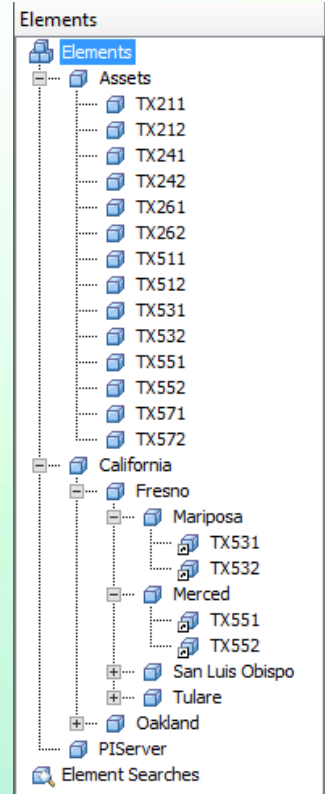 Elements
Elements
Assets
TX211
TX212
TX241
TX242
TX261
TX262
TX511
TX512
TX531
TX532
TX551
TX552
TX571
TX572
California
Fresno
Mariposa
TX531
TX532
Merced
TX551
TX552
San Luis Obispo
Tulare
Oakland
PIServer
Element Searches